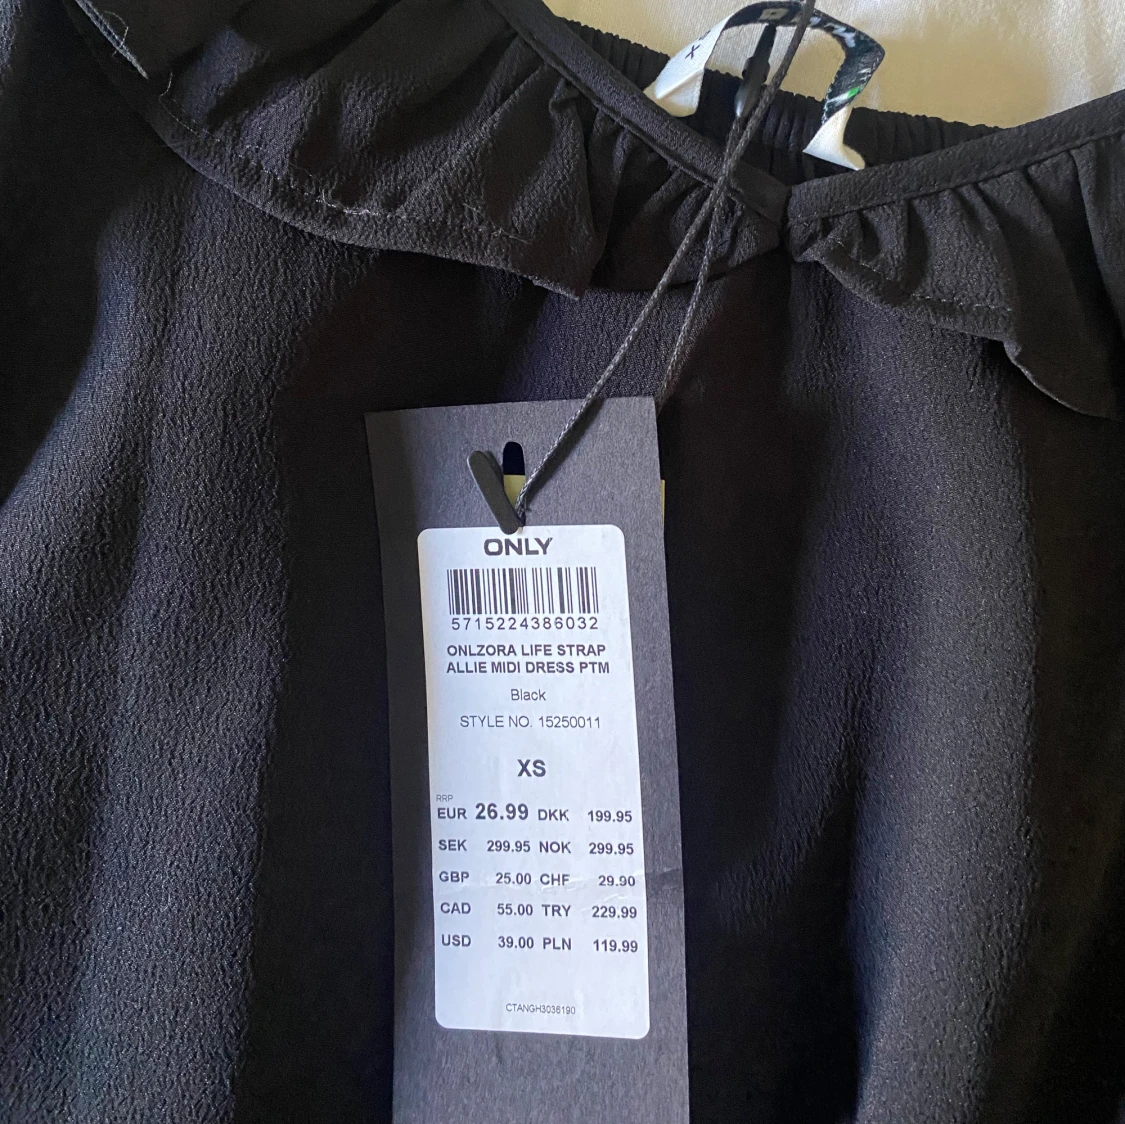 ONLY
5715224386032
ONLZORA LIFE STRAP
ALLIE MIDI DRESS PTM
Black
STYLE NO. 15250011
XS
RRP
EUR 26.99 DKK 199.95
SEK 299.95 NOK 299.95
GBP 25.00 CHF 29.90
CAD 55.00 TRY 229.99
USD 39.00 PLN 119.99
CTANGH3036190